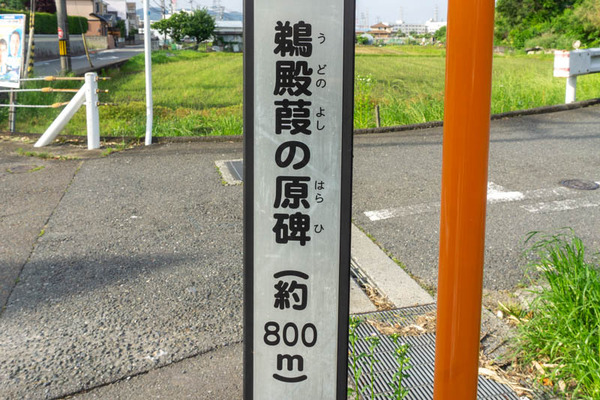 鵜殿葭の原碑
うどの よし はら ひ
(約
800
m)